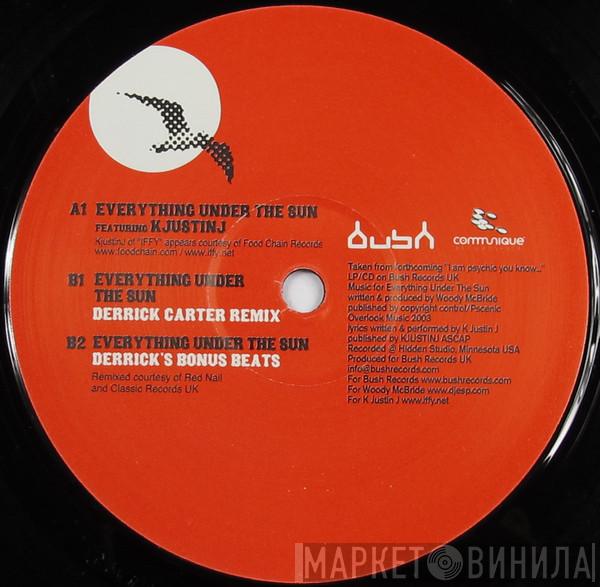 A1 EVERYTHING UNDER THE SUN
FEATURING KJUSTINJ
KjustinJ of "IFFY" appears courtesy of Food Chain Records
www.foodchain.com / www.iffy.net
B1 EVERYTHING UNDER
THE SUN
DERRICK CARTER REMIX
B2 EVERYTHING UNDER THE SUN
DERRICK'S BONUS BEATS
Remixed courtesy of Red Nail
and Classic Records UK
bush
communique
Taken from forthcoming "I am psychic you know..."
LP/CD on Bush Records UK
Music for Everything Under The Sun
written & produced by Woody McBride
published by copyright control/Pscenic
Overlook Music 2003
lyrics written & performed by K Justin J
published by KJUSTINJ ASCAP
Recorded @ Hidden Studio, Minnesota USA
Produced for Bush Records UK
info@bushrecords.com
For Bush Records www.bushrecords.com
For Woody McBride www.djesp.com
For K Justin J www.iffy.net
МАРКЕТ ВИНИЛА